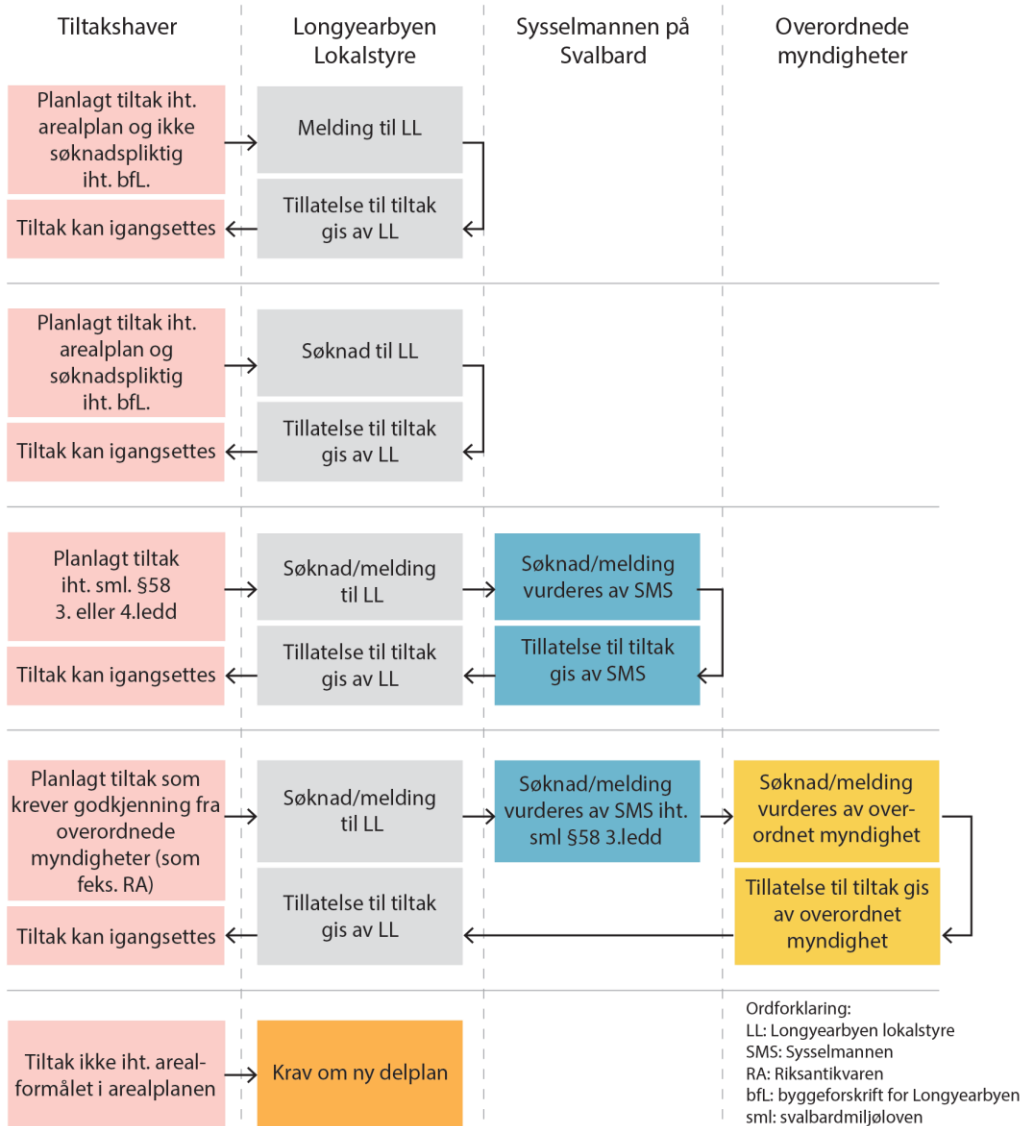 Tiltakshaver
Longyearbyen
Lokalstyre
Sysselmannen på
Svalbard
Overordnede
myndigheter
Planlagt tiltak iht.
arealplan og ikke
søknadspliktig
iht. bfL.
Melding til LL
Tillatelse til tiltak
gis av LL
Tiltak kan igangsettes
Planlagt tiltak iht.
arealplan og
søknadspliktig
iht. bfL.
Søknad til LL
Tillatelse til tiltak
gis av LL
Tiltak kan igangsettes
Planlagt tiltak
iht. sml. §58
3. eller 4.ledd
Søknad/melding
til LL
Søknad/melding
vurderes av SMS
Tillatelse til tiltak
gis av SMS
Tillatelse til tiltak
gis av LL
Tiltak kan igangsettes
Planlagt tiltak som
krever godkjenning fra
overordnede
myndigheter (som
feks. RA)
Søknad/melding
til LL
Søknad/melding
vurderes av SMS iht.
sml §58 3.ledd
Søknad/melding
vurderes av over-
ordnet myndighet
Tillatelse til tiltak gis
av overordnet
myndighet
Tillatelse til tiltak
gis av LL
Tiltak kan igangsettes
Tiltak ikke iht. areal-
formålet i arealplanen
Krav om ny delplan
Ordforklaring:
LL: Longyearbyen lokalstyre
SMS: Sysselmannen
RA: Riksantikvaren
bfL: byggeforskrift for Longyearbyen
sml: svalbardmiljøloven